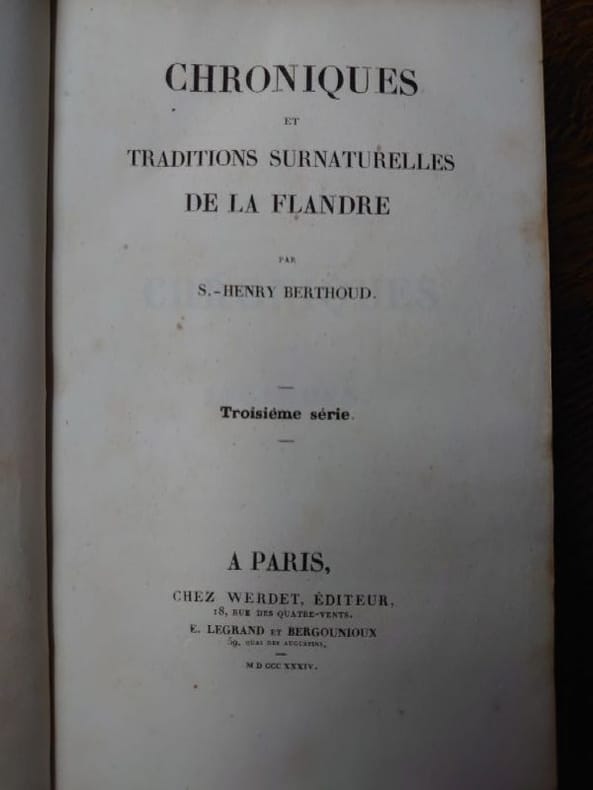 CHRONIQUES
ET
TRADITIONS SURNATURELLES
DE LA FLANDRE
PAR
S.-HENRY BERTHOUD.
Troisiéme série.
A PARIS,
CHEZ WERDET, ÉDITEUR,
18, RUE DES QUATRE-VENTS.
E. LEGRAND ET BERGOUNIOUX
59, QUAI DES AUGUSTINS,
M D CCC XXXIV.